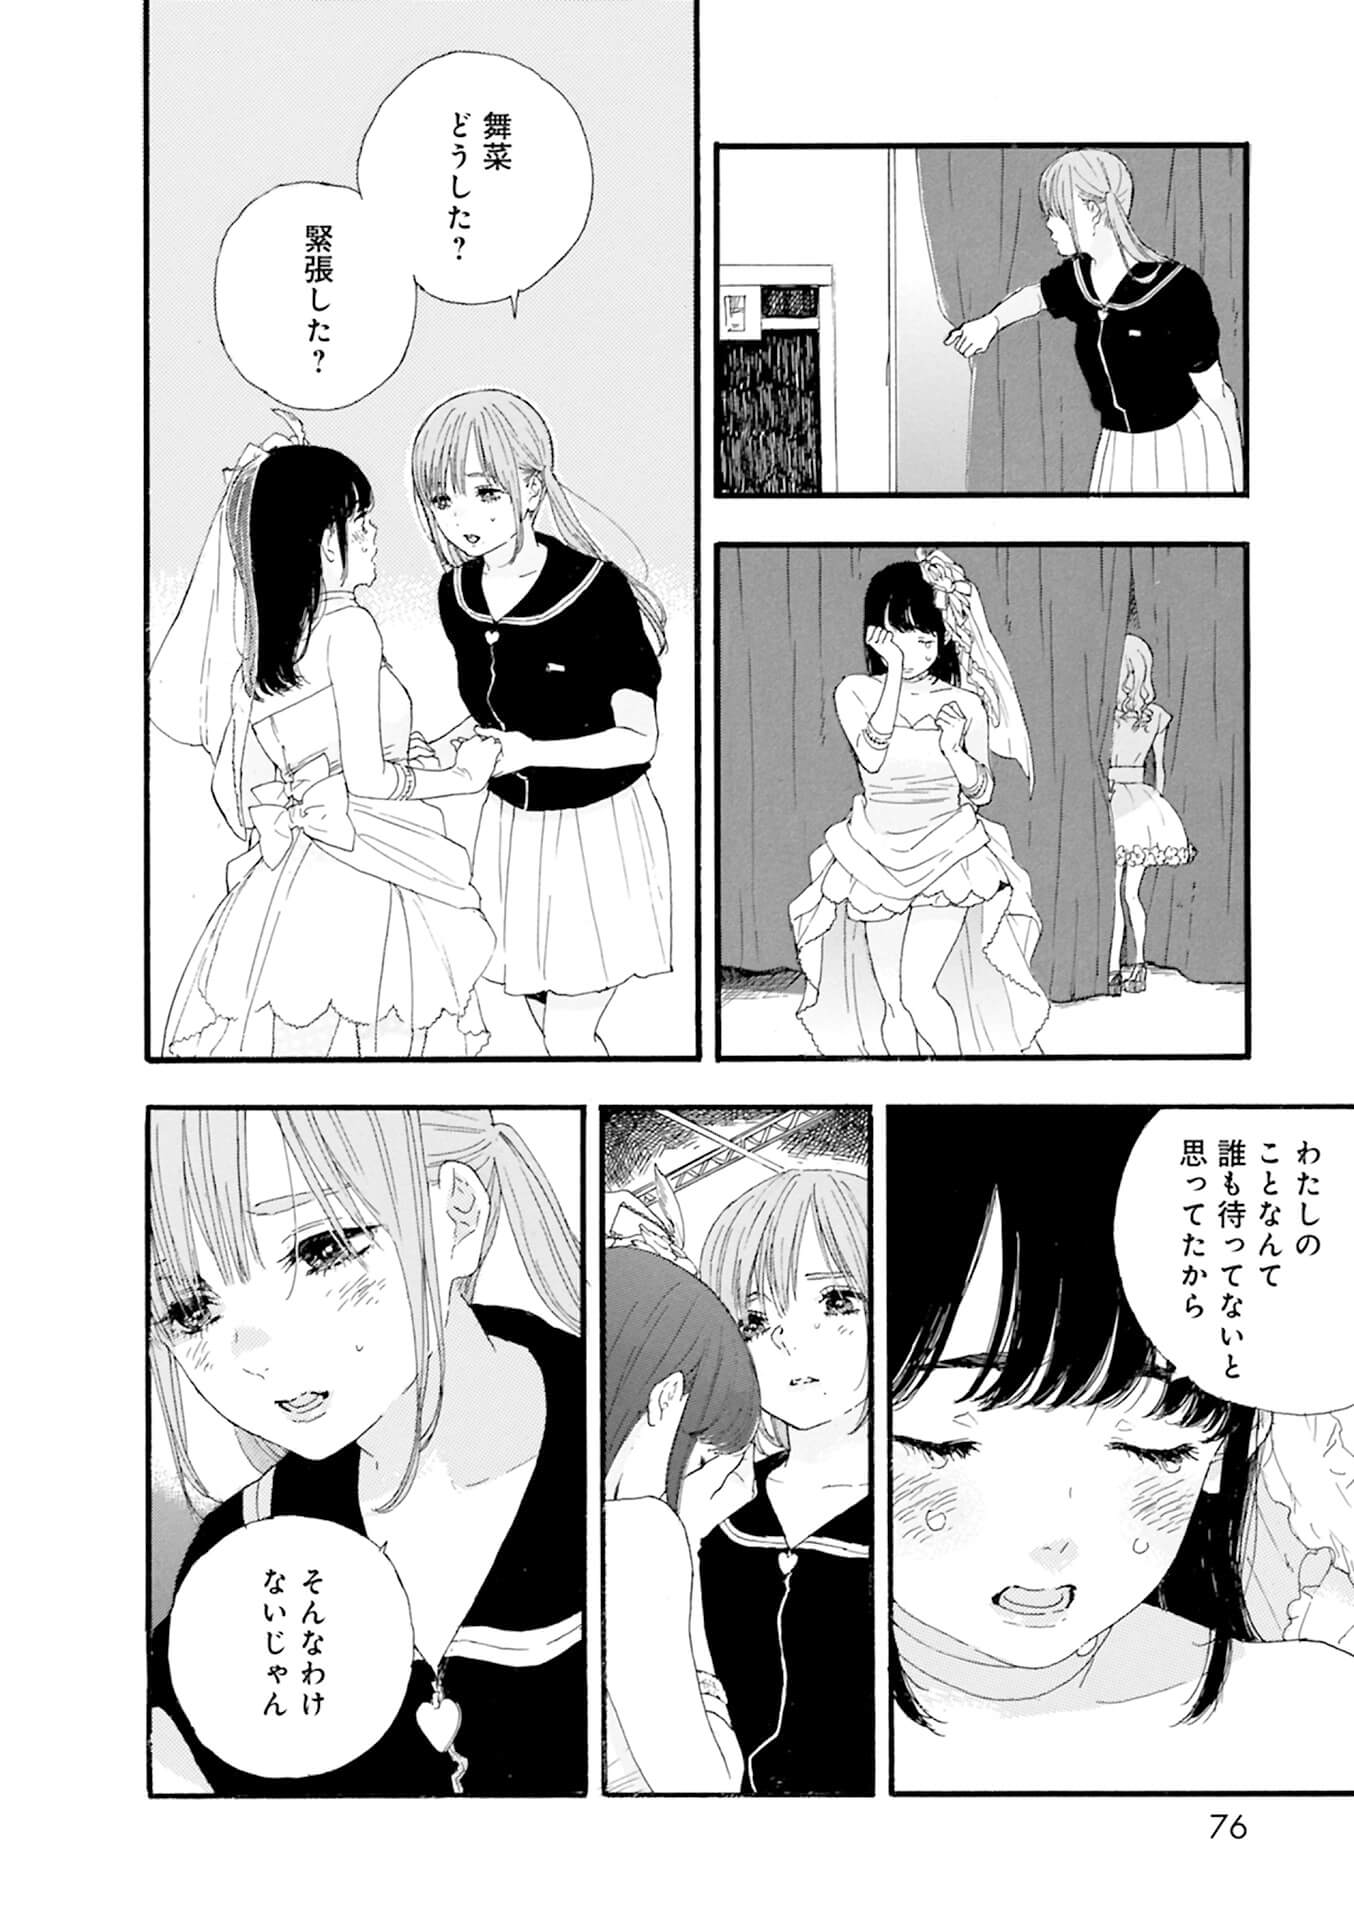 舞菜
どうした?
緊張した?
わたしの
ことなんて
誰も待ってないと
思ってたから
そんなわけ
ないじゃん
76